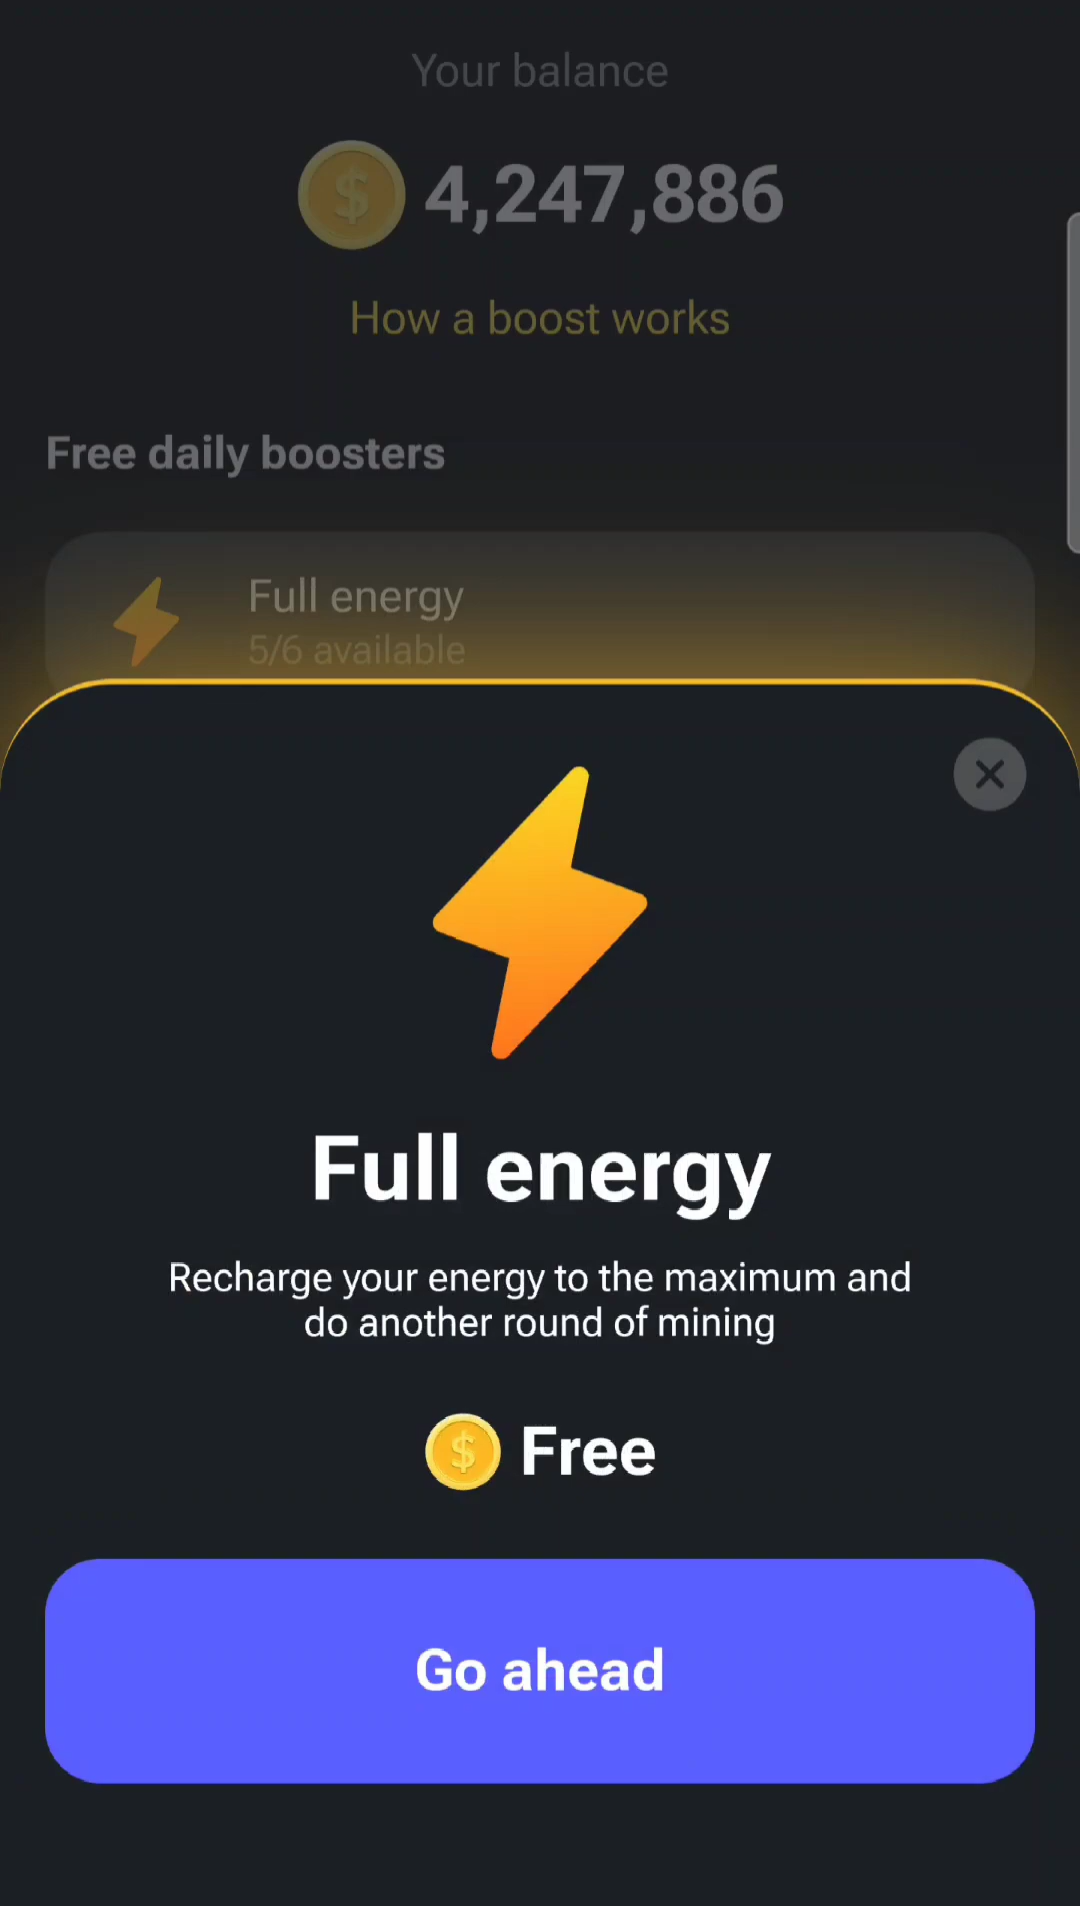 Your balance
4,247,886
How a boost works
Free daily boosters
Full energy
5/6 available
Full energy
Recharge your energy to the maximum and
do another round of mining
$ Free
Go ahead